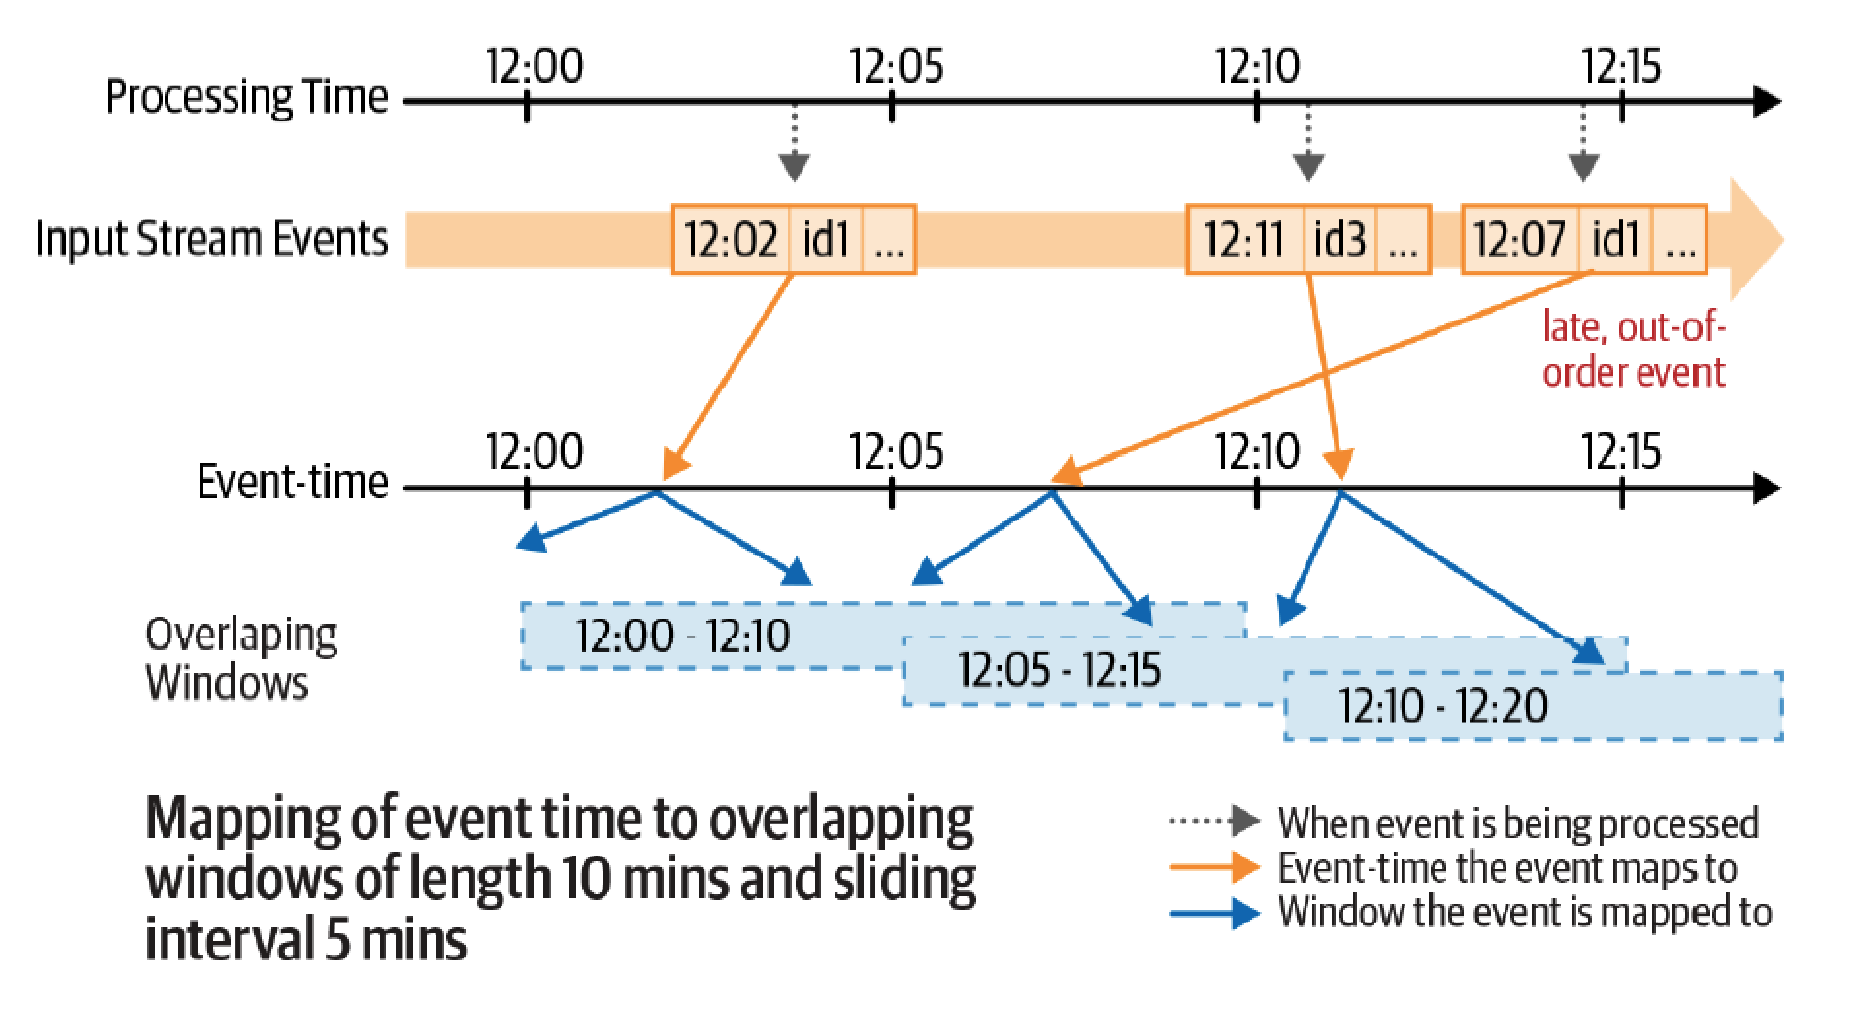 12:00 12:05 12:10 12:15
Processing Time
Input Stream Events 12:02 id1 ... 12:11 id3 ... 12:07 id1 ...
late, out-of-
order event
12:00 12:05 12:10 12:15
Event-time
Overlaping
Windows
12:00 - 12:10
12:05 - 12:15
12:10 - 12:20
Mapping of event time to overlapping
windows of length 10 mins and sliding
interval 5 mins
When event is being processed
Event-time the event maps to
Window the event is mapped to